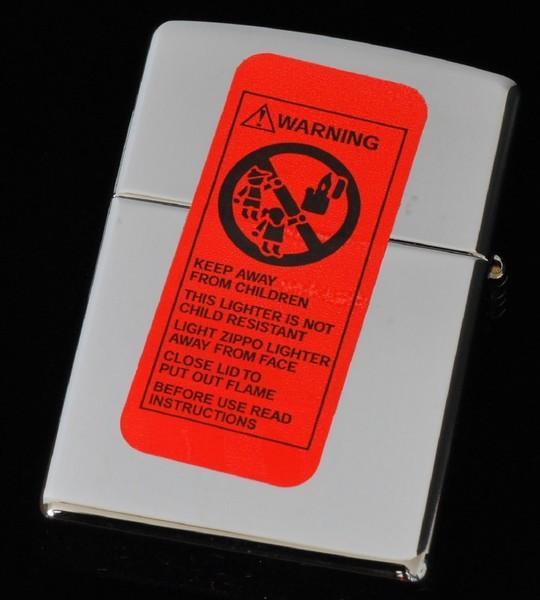 WARNING
KEEP AWAY
FROM CHILDREN
THIS LIGHTER IS NOT
CHILD RESISTANT
LIGHT ZIPPO LIGHTER
AWAY FROM FACE
CLOSE LID TO
PUT OUT FLAME
BEFORE USE READ
INSTRUCTIONS